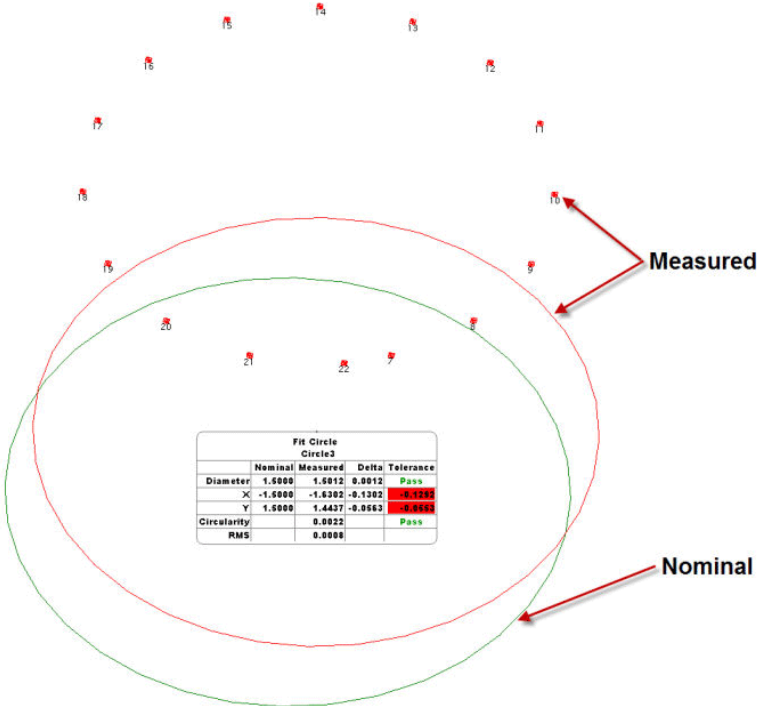 14
15
13
16
12
17
11
18
10
Measured
19
9
20
8
21
22
7
Fit Circle
Circle3
Nominal Measured Delta Tolerance
Diameter 1.5000 1.5012 0.0012 Pass
X -1.5000 -1.6302 -0.1302 -0.1292
Y 1.5000 1.4437 -0.0563 -0.0553
Circularity 0.0022 Pass
RMS 0.0008
Nominal